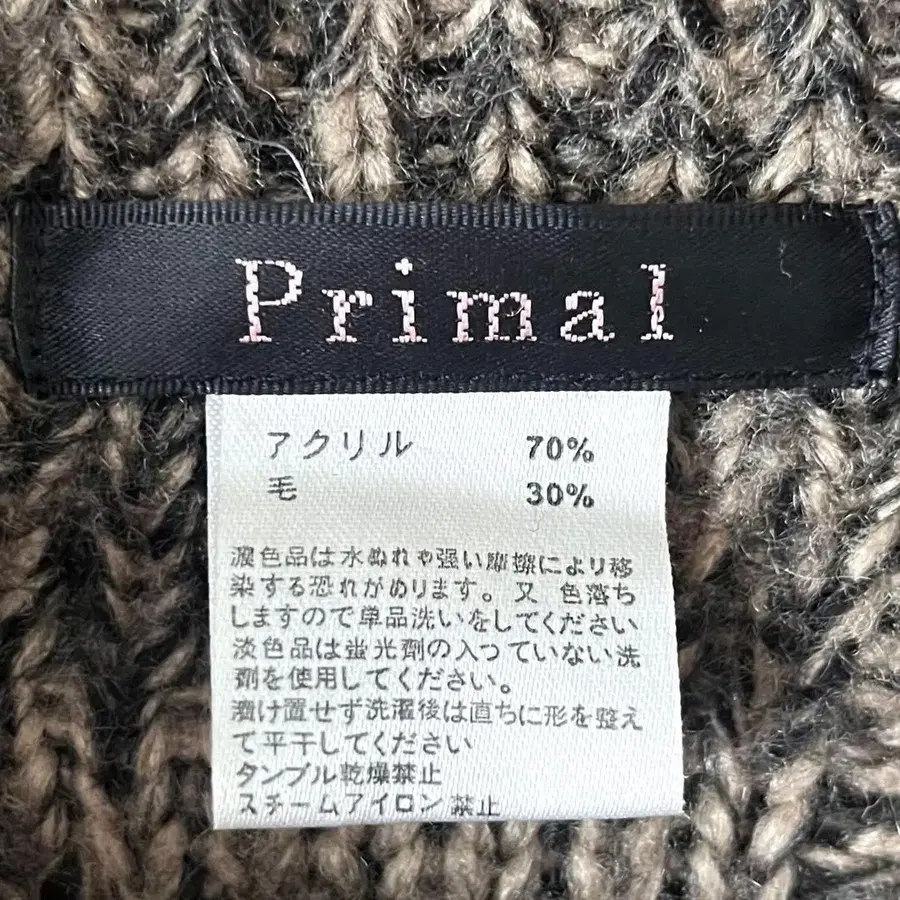 Primal
アクリル 70%
毛 30%
濃色品は水ぬれや強い摩擦により移
染する恐れがあります。又 色落ち
しますので単品洗いをしてください
淡色品は蛍光剤の入っていない洗
剤を使用してください。
漬け置せず洗濯後は直ちに形を整え
て平干してください
タンブル乾燥禁止
スチームアイロン禁止